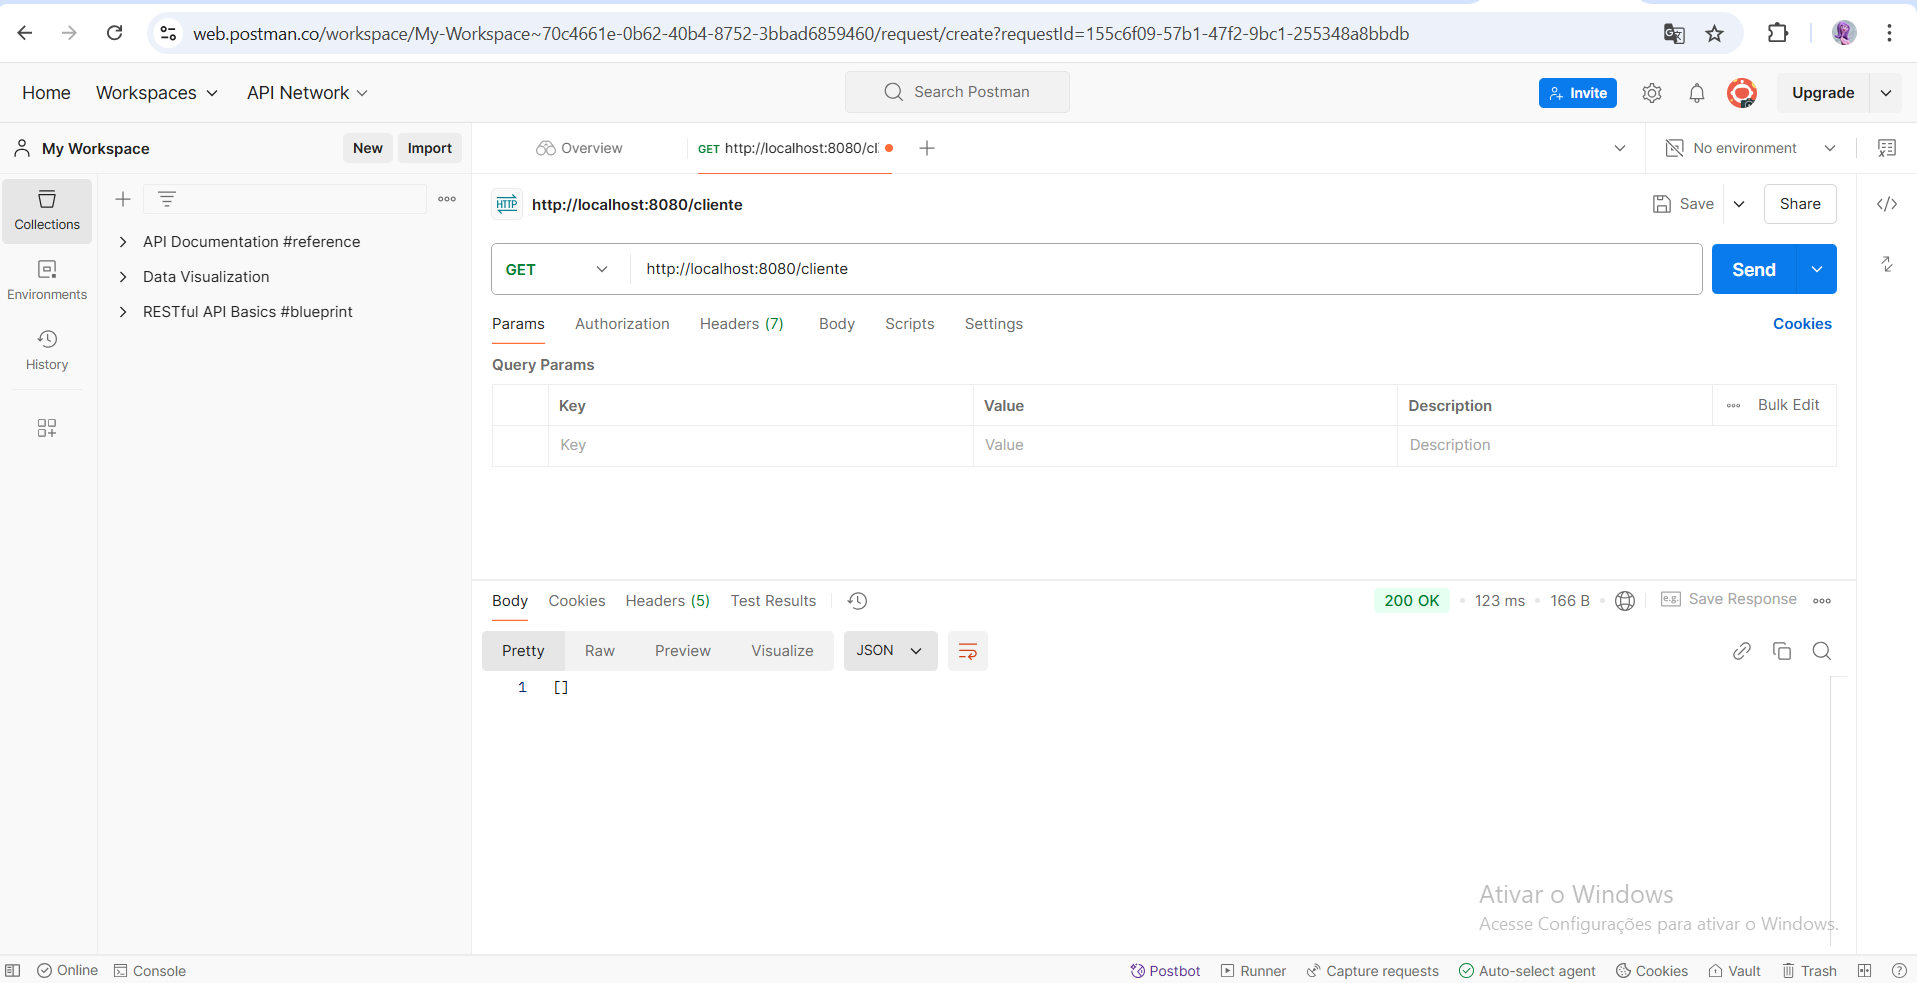 web.postman.co/workspace/My-Workspace~70c4661e-0b62-40b4-8752-3bbad6859460/request/create?requestId=155c6f09-57b1-47f2-9bc1-255348a8bbdb
Home Workspaces API Network Search Postman Invite Upgrade
My Workspace New Import Overview GET http://localhost:8080/cl No environment
Collections
API Documentation #reference
Data Visualization
RESTful API Basics #blueprint
Environments
History
HTTP http://localhost:8080/cliente Save Share
GET http://localhost:8080/cliente Send
Params Authorization Headers (7) Body Scripts Settings Cookies
Query Params
Key Value Description Bulk Edit
Key Value Description
Body Cookies Headers (5) Test Results 200 OK 123 ms 166 B e.g. Save Response
Pretty Raw Preview Visualize JSON
1 []
Ativar o Windows
Acesse Configurações para ativar o Windows.
Online Console Postbot Runner Capture requests Auto-select agent Cookies Vault Trash